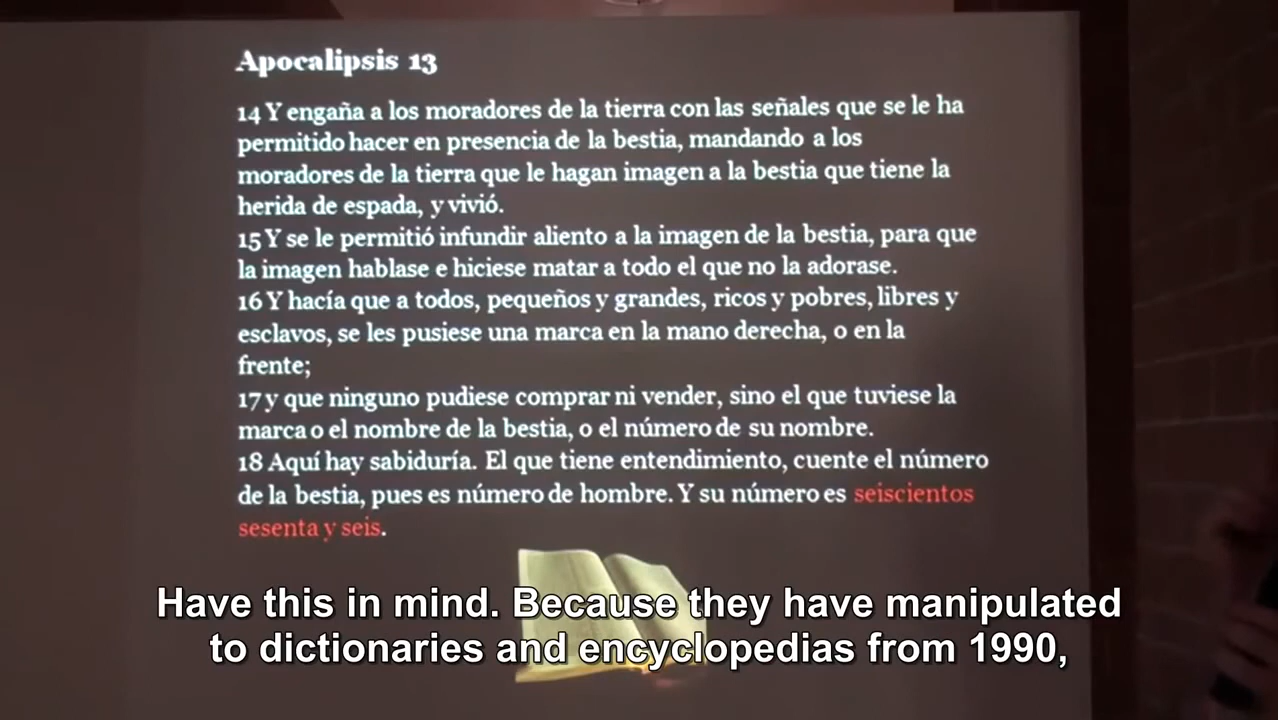 Apocalipsis 13
14 Y engaña a los moradores de la tierra con las señales que se le ha
permitido hacer en presencia de la bestia, mandando a los
moradores de la tierra que le hagan imagen a la bestia que tiene la
herida de espada, y vivió.
15 Y se le permitió infundir aliento a la imagen de la bestia, para que
la imagen hablase e hiciese matar a todo el que no la adorase.
16 Y hacía que a todos, pequeños y grandes, ricos y pobres, libres y
esclavos, se les pusiese una marca en la mano derecha, o en la
frente;
17 y que ninguno pudiese comprar ni vender, sino el que tuviese la
marca o el nombre de la bestia, o el número de su nombre.
18 Aquí hay sabiduría. El que tiene entendimiento, cuente el número
de la bestia, pues es número de hombre. Y su número es seiscientos
sesenta y seis.
Have this in mind. Because they have manipulated
to dictionaries and encyclopedias from 1990,